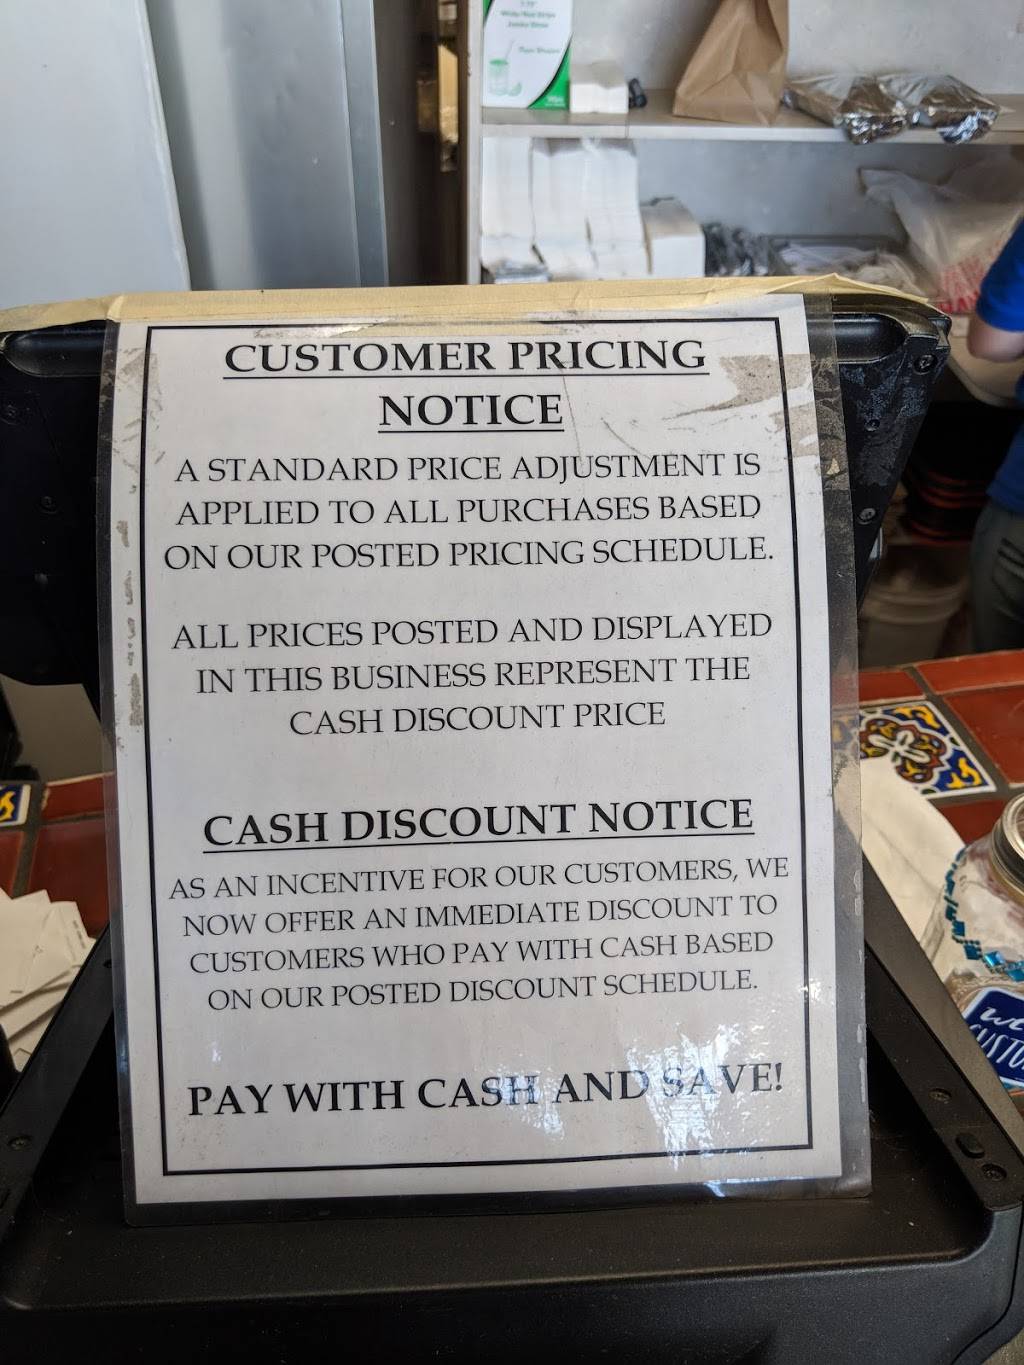 CUSTOMER PRICING
NOTICE
A STANDARD PRICE ADJUSTMENT IS
APPLIED TO ALL PURCHASES BASED
ON OUR POSTED PRICING SCHEDULE.
ALL PRICES POSTED AND DISPLAYED
IN THIS BUSINESS REPRESENT THE
CASH DISCOUNT PRICE
CASH DISCOUNT NOTICE
AS AN INCENTIVE FOR OUR CUSTOMERS, WE
NOW OFFER AN IMMEDIATE DISCOUNT TO
CUSTOMERS WHO PAY WITH CASH BASED
ON OUR POSTED DISCOUNT SCHEDULE.
PAY WITH CASH AND SAVE!